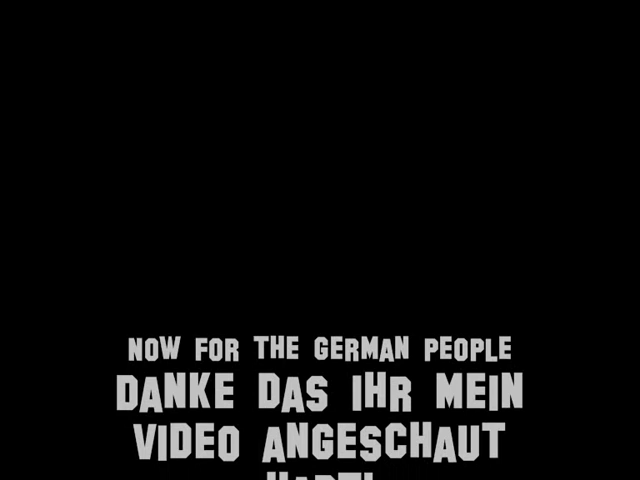 NOW FOR THE GERMAN PEOPLE
DANKE DAS IHR MEIN
VIDEO ANGESCHAUT